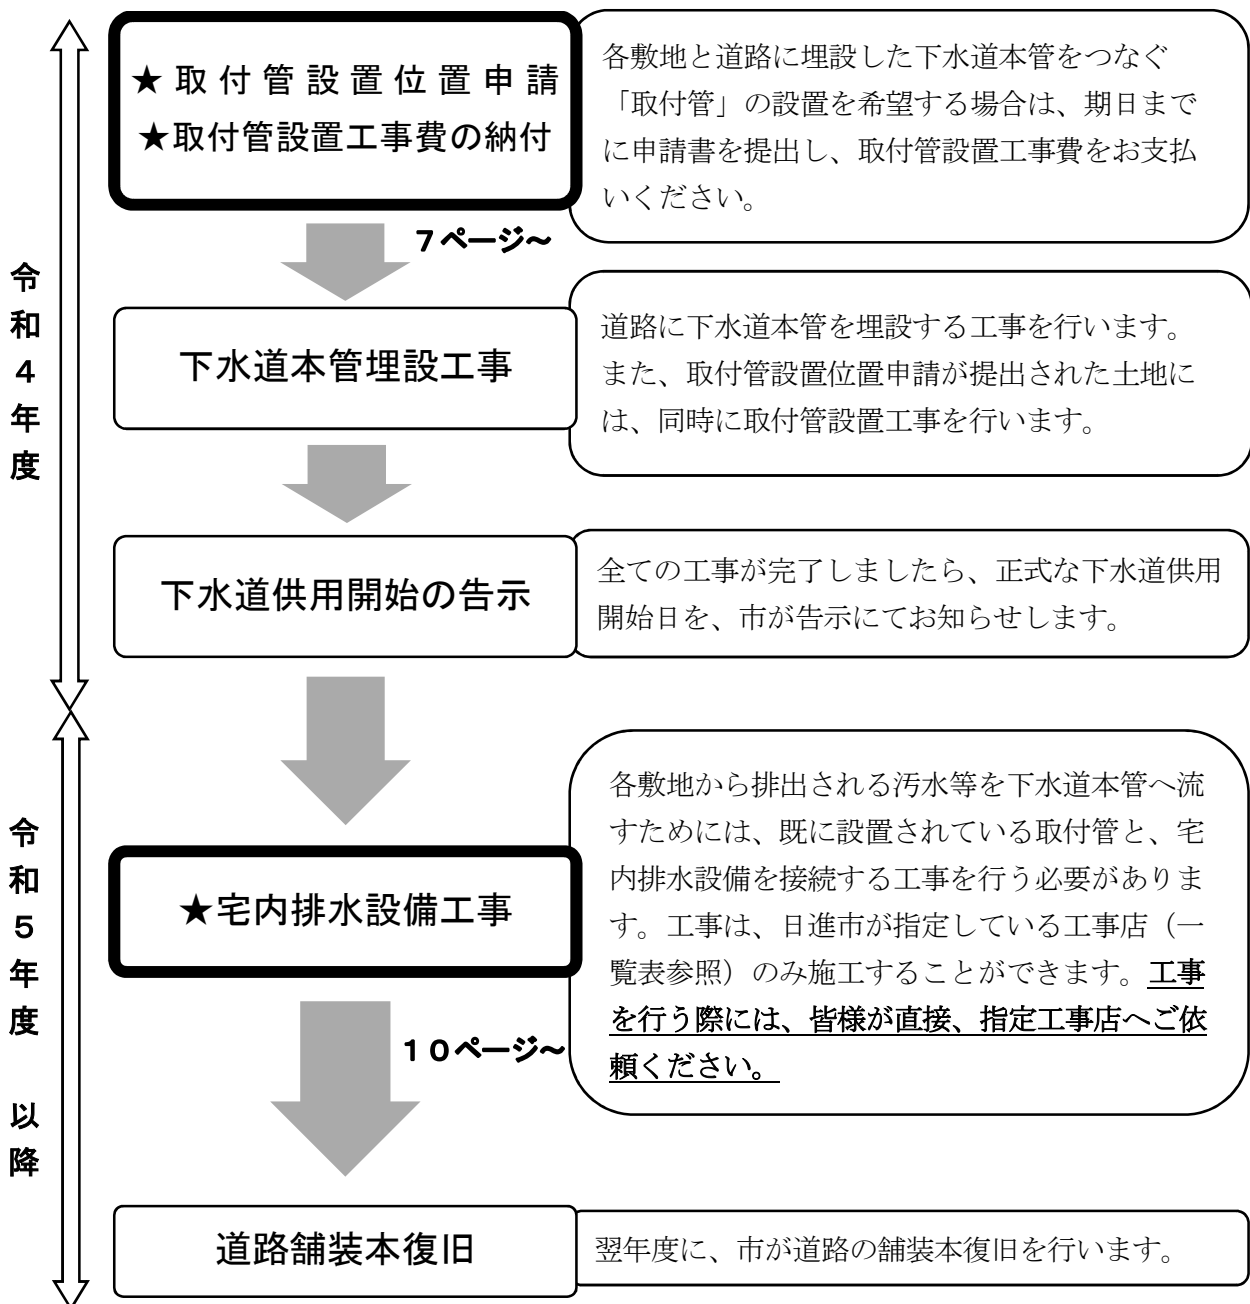 ★取付管設置位置申請
★取付管設置工事費の納付
各敷地と道路に埋設した下水道本管をつなぐ
「取付管」の設置を希望する場合は、期日まで
に申請書を提出し、取付管設置工事費をお支払
いください。
7ページ～
令和4年度
下水道本管埋設工事
道路に下水道本管を埋設する工事を行います。
また、取付管設置位置申請が提出された土地に
は、同時に取付管設置工事を行います。
下水道供用開始の告示
全ての工事が完了しましたら、正式な下水道供用
開始日を、市が告示にてお知らせします。
令和5年度 以降
★宅内排水設備工事
各敷地から排出される汚水等を下水道本管へ流
すためには、既に設置されている取付管と、宅
内排水設備を接続する工事を行う必要がありま
す。工事は、日進市が指定している工事店（一
覧表参照）のみ施工することができます。工事
を行う際には、皆様が直接、指定工事店へご依
頼ください。
10ページ～
道路舗装本復旧
翌年度に、市が道路の舗装本復旧を行います。